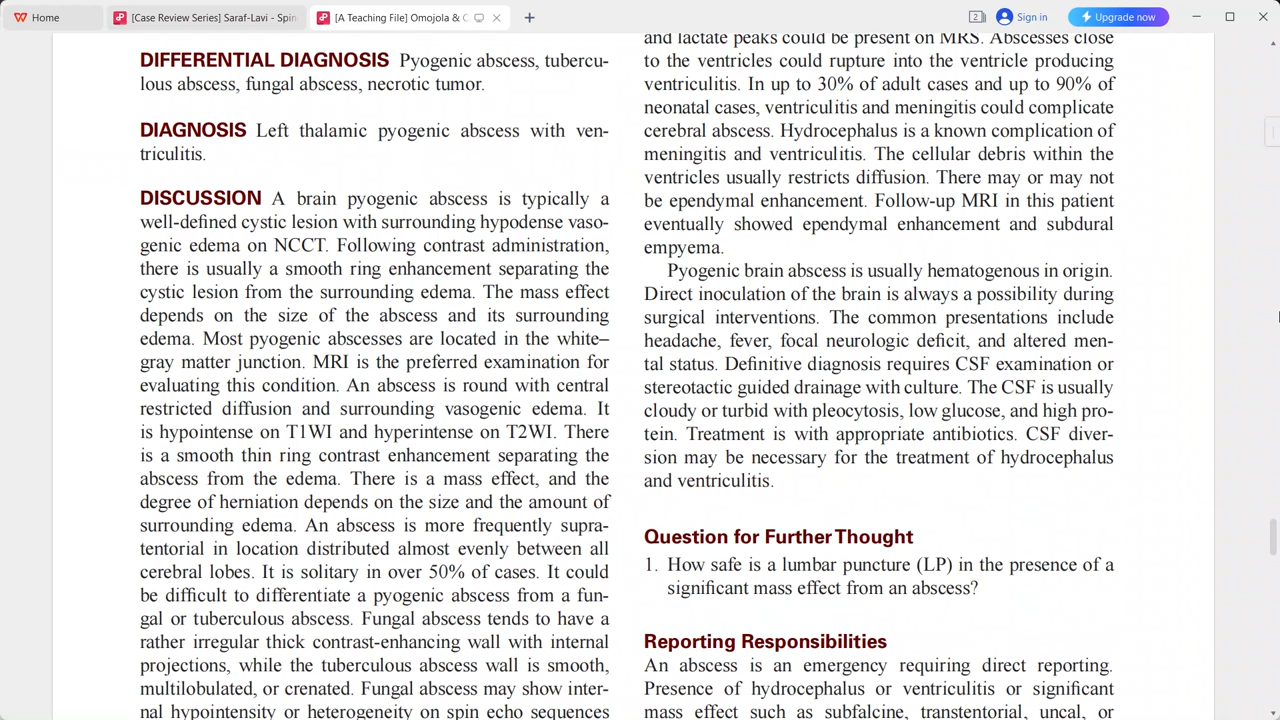 Home
[Case Review Series] Saraf-Lavi - Spin
[A Teaching File] Omojola & C
2
Sign in
Upgrade now
DIFFERENTIAL DIAGNOSIS Pyogenic abscess, tubercu-
lous abscess, fungal abscess, necrotic tumor.
DIAGNOSIS Left thalamic pyogenic abscess with ven-
triculitis.
DISCUSSION A brain pyogenic abscess is typically a
well-defined cystic lesion with surrounding hypodense vaso-
genic edema on NCCT. Following contrast administration,
there is usually a smooth ring enhancement separating the
cystic lesion from the surrounding edema. The mass effect
depends on the size of the abscess and its surrounding
edema. Most pyogenic abscesses are located in the white–
gray matter junction. MRI is the preferred examination for
evaluating this condition. An abscess is round with central
restricted diffusion and surrounding vasogenic edema. It
is hypointense on T1WI and hyperintense on T2WI. There
is a smooth thin ring contrast enhancement separating the
abscess from the edema. There is a mass effect, and the
degree of herniation depends on the size and the amount of
surrounding edema. An abscess is more frequently supra-
tentorial in location distributed almost evenly between all
cerebral lobes. It is solitary in over 50% of cases. It could
be difficult to differentiate a pyogenic abscess from a fun-
gal or tuberculous abscess. Fungal abscess tends to have a
rather irregular thick contrast-enhancing wall with internal
projections, while the tuberculous abscess wall is smooth,
multilobulated, or crenated. Fungal abscess may show inter-
nal hypointensity or heterogeneity on spin echo sequences
and lactate peaks could be present on MRS. Abscesses close
to the ventricles could rupture into the ventricle producing
ventriculitis. In up to 30% of adult cases and up to 90% of
neonatal cases, ventriculitis and meningitis could complicate
cerebral abscess. Hydrocephalus is a known complication of
meningitis and ventriculitis. The cellular debris within the
ventricles usually restricts diffusion. There may or may not
be ependymal enhancement. Follow-up MRI in this patient
eventually showed ependymal enhancement and subdural
empyema.
Pyogenic brain abscess is usually hematogenous in origin.
Direct inoculation of the brain is always a possibility during
surgical interventions. The common presentations include
headache, fever, focal neurologic deficit, and altered men-
tal status. Definitive diagnosis requires CSF examination or
stereotactic guided drainage with culture. The CSF is usually
cloudy or turbid with pleocytosis, low glucose, and high pro-
tein. Treatment is with appropriate antibiotics. CSF diver-
sion may be necessary for the treatment of hydrocephalus
and ventriculitis.
Question for Further Thought
1. How safe is a lumbar puncture (LP) in the presence of a
significant mass effect from an abscess?
Reporting Responsibilities
An abscess is an emergency requiring direct reporting.
Presence of hydrocephalus or ventriculitis or significant
mass effect such as subfalcine, transtentorial, uncal, or